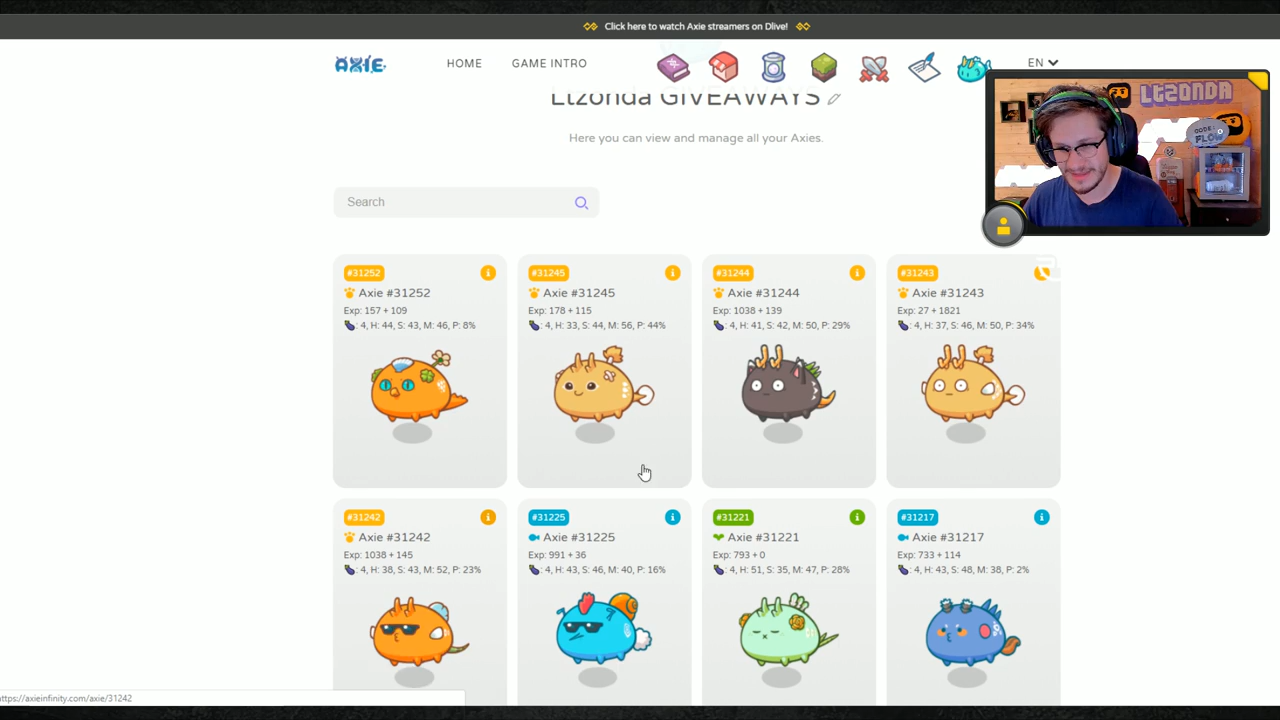 Click here to watch Axie streamers on Dlive!
AXIE
HOME
GAME INTRO
EN
Ltzonda GIVEAWAYS
Here you can view and manage all your Axies.
LTZONDA
CODE:
FLOW
Search
#31252
Axie #31252
Exp: 157 + 109
🍆: 4, H: 44, S: 43, M: 46, P: 8%
#31245
Axie #31245
Exp: 178 + 115
🍆: 4, H: 33, S: 44, M: 56, P: 44%
#31244
Axie #31244
Exp: 1038 + 139
🍆: 4, H: 41, S: 42, M: 50, P: 29%
#31243
Axie #31243
Exp: 27 + 1821
🍆: 4, H: 37, S: 46, M: 50, P: 34%
#31242
Axie #31242
Exp: 1038 + 145
🍆: 4, H: 38, S: 43, M: 52, P: 23%
#31225
Axie #31225
Exp: 991 + 36
🍆: 4, H: 43, S: 46, M: 40, P: 16%
#31221
Axie #31221
Exp: 793 + 0
🍆: 4, H: 51, S: 35, M: 47, P: 28%
#31217
Axie #31217
Exp: 733 + 114
🍆: 4, H: 43, S: 48, M: 38, P: 2%
https://axieinfinity.com/axie/31242